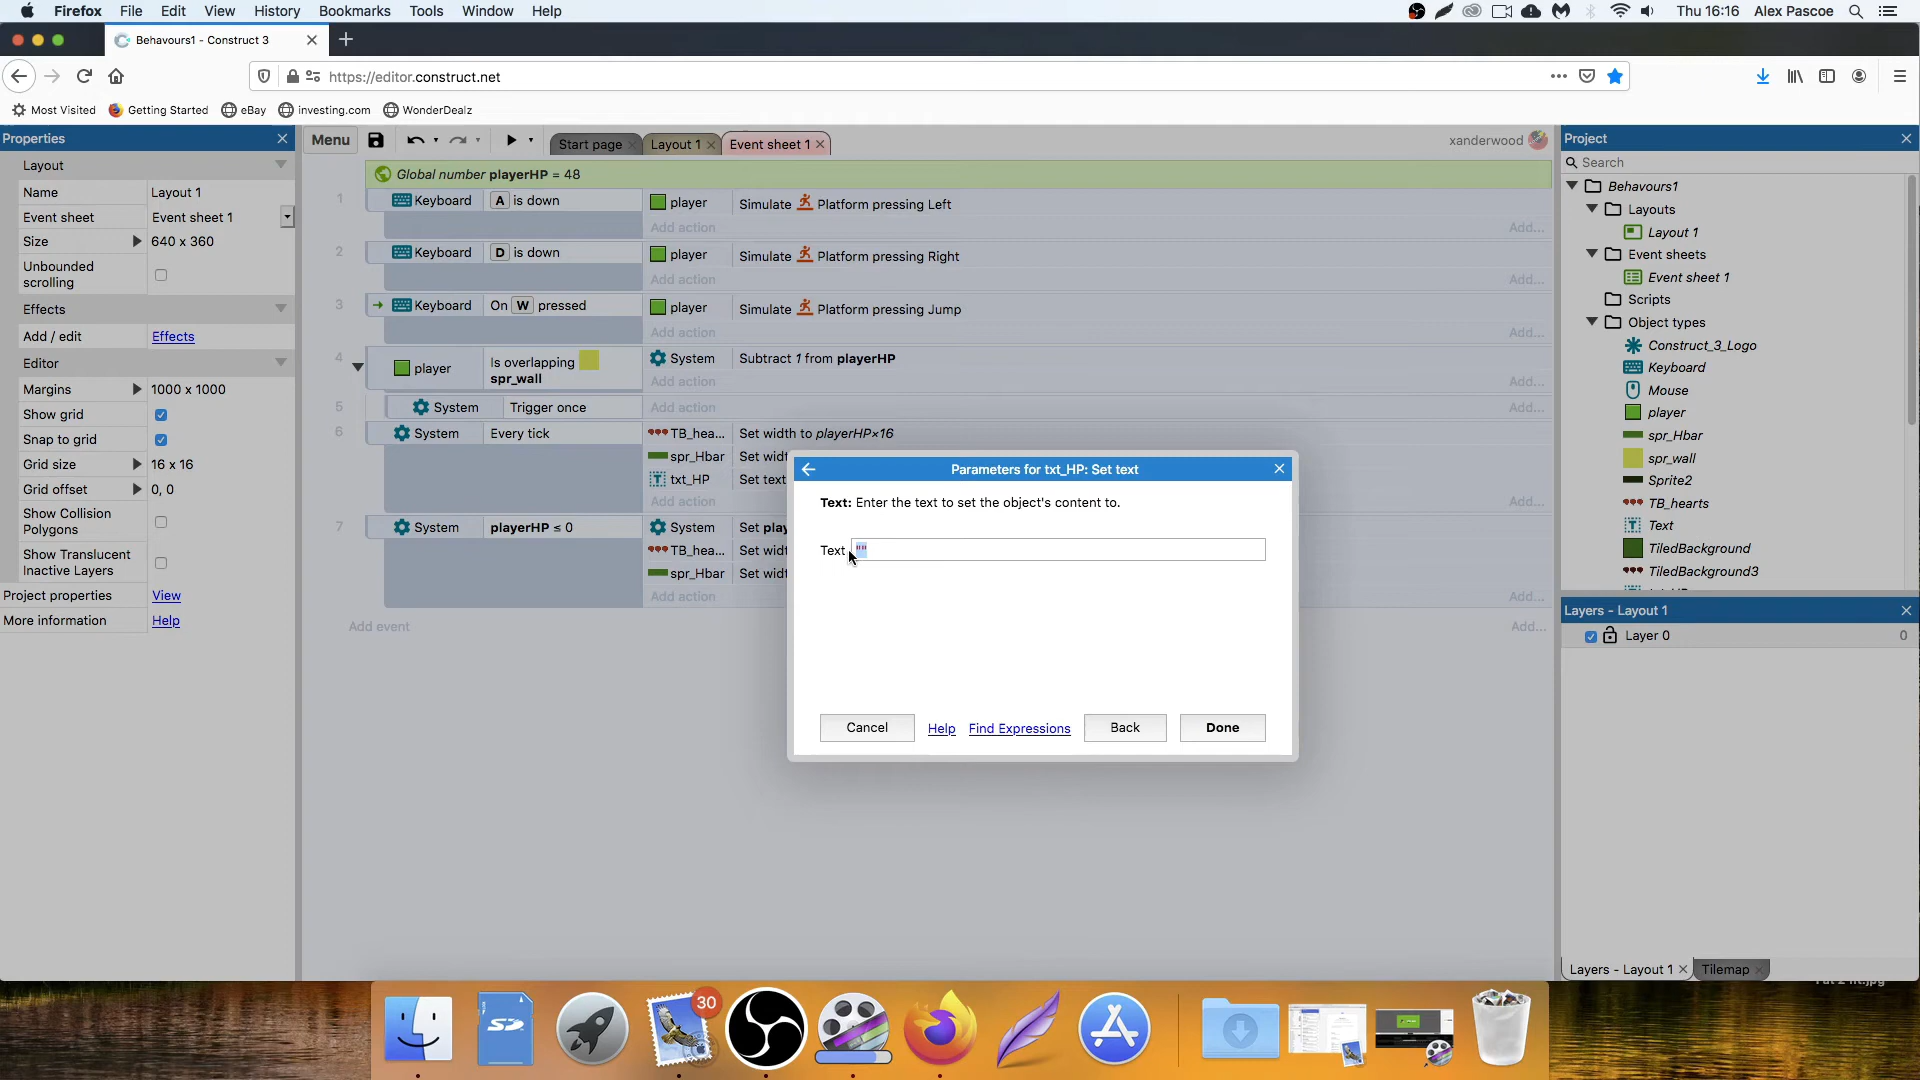 Firefox File Edit View History Bookmarks Tools Window Help
Thu 16:16 Alex Pascoe
Behavours1 - Construct 3
https://editor.construct.net
Most Visited Getting Started eBay investing.com WonderDealz
Properties
Layout
Name Layout 1
Event sheet Event sheet 1
Size 640 x 360
Unbounded
scrolling
Effects
Add / edit Effects
Editor
Margins 1000 x 1000
Show grid
Snap to grid
Grid size 16 x 16
Grid offset 0, 0
Show Collision
Polygons
Show Translucent
Inactive Layers
Project properties View
More information Help
Menu
Start page Layout 1 Event sheet 1
xanderwood
Global number playerHP = 48
1 Keyboard A is down player Simulate Platform pressing Left
Add action Add...
2 Keyboard D is down player Simulate Platform pressing Right
Add action Add...
3 Keyboard On W pressed player Simulate Platform pressing Jump
Add action Add...
4 player Is overlapping spr_wall System Subtract 1 from playerHP
Add action Add...
5 System Trigger once Add action Add...
6 System Every tick TB_hea... Set width to playerHP×16
spr_Hbar Set widt
txt_HP Set text
Add action Add...
7 System playerHP ≤ 0 System Set play
TB_hea... Set widt
spr_Hbar Set widt
Add action Add...
Add event Add...
Parameters for txt_HP: Set text
Text: Enter the text to set the object's content to.
Text ""
Cancel Help Find Expressions Back Done
Project
Search
Behavours1
Layouts
Layout 1
Event sheets
Event sheet 1
Scripts
Object types
Construct_3_Logo
Keyboard
Mouse
player
spr_Hbar
spr_wall
Sprite2
TB_hearts
Text
TiledBackground
TiledBackground3
Layers - Layout 1
Layer 0 0
Layers - Layout 1 Tilemap
30
SD